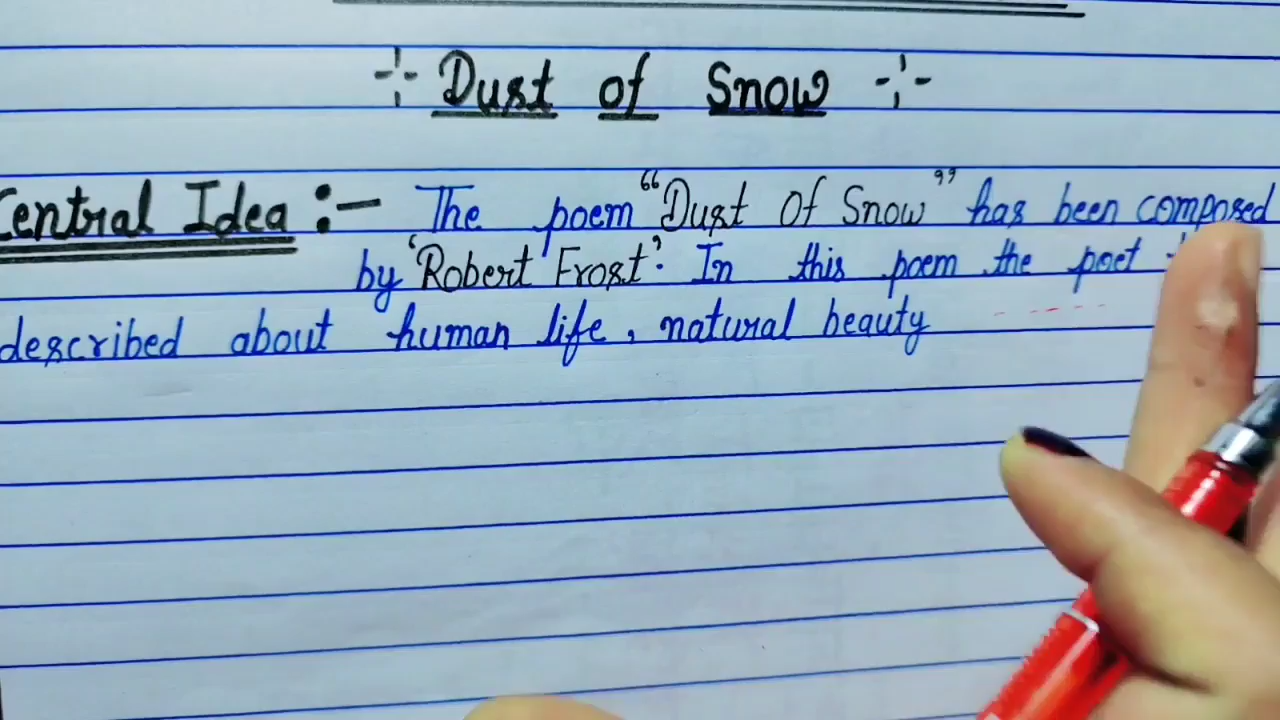 Dust of Snow
Central Idea :-  The poem “Dust Of Snow” has been composed
by ‘Robert Frost’. In this poem the poet
described about human life, natural beauty